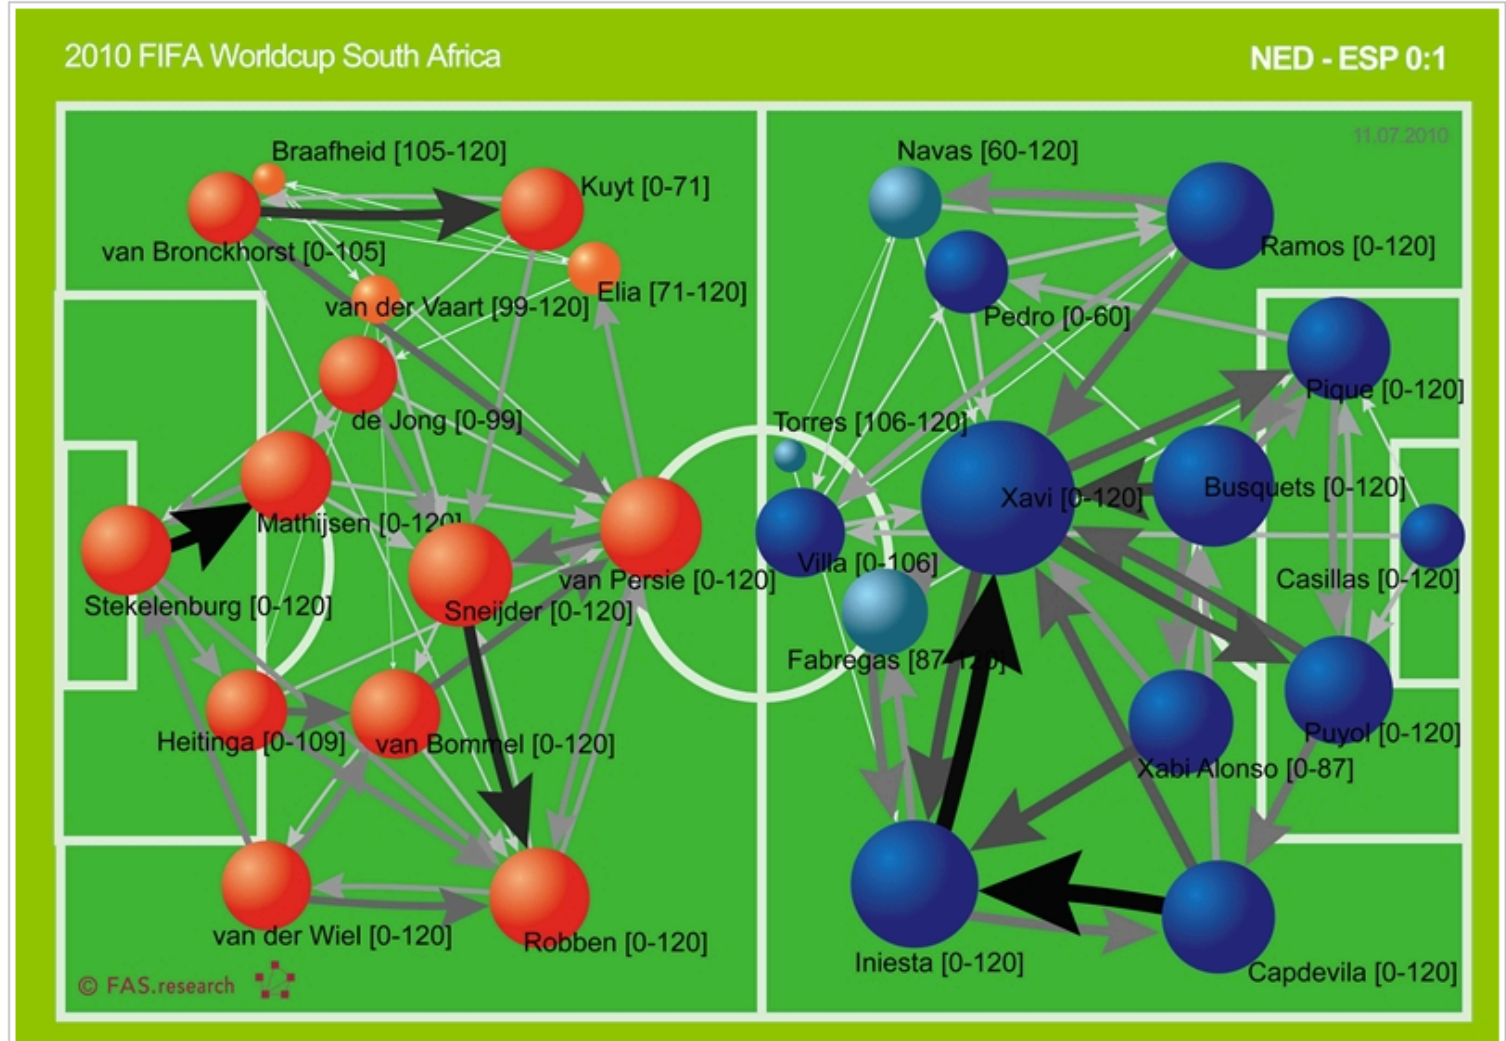 2010 FIFA Worldcup South Africa
NED - ESP 0:1
11.07.2010
Braafheid [105-120]
Kuyt [0-71]
van Bronckhorst [0-105]
Elia [71-120]
van der Vaart [99-120]
de Jong [0-99]
Mathijsen [0-120]
Stekelenburg [0-120]
van Persie [0-120]
Sneijder [0-120]
Heitinga [0-109]
van Bommel [0-120]
van der Wiel [0-120]
Robben [0-120]
Navas [60-120]
Ramos [0-120]
Pedro [0-60]
Pique [0-120]
Torres [106-120]
Xavi [0-120]
Busquets [0-120]
Villa [0-106]
Casillas [0-120]
Fabregas [87-120]
Puyol [0-120]
Xabi Alonso [0-87]
Iniesta [0-120]
Capdevila [0-120]
© FAS.research